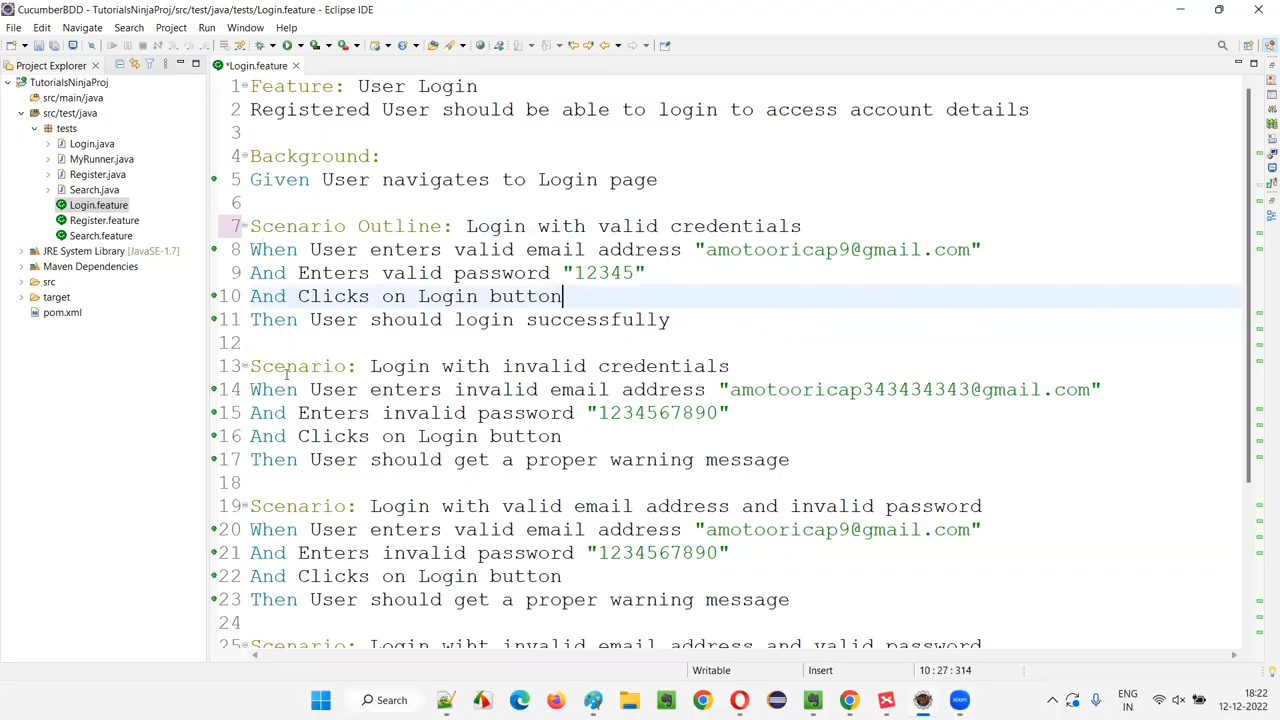 CucumberBDD - TutorialsNinjaProj/src/test/java/tests/Login.feature - Eclipse IDE
File Edit Navigate Search Project Run Window Help
Project Explorer
*Login.feature
TutorialsNinjaProj
src/main/java
src/test/java
tests
Login.java
MyRunner.java
Register.java
Search.java
Login.feature
Register.feature
Search.feature
JRE System Library [JavaSE-1.7]
Maven Dependencies
src
target
pom.xml
1 Feature: User Login
2 Registered User should be able to login to access account details
3
4 Background:
5 Given User navigates to Login page
6
7 Scenario Outline: Login with valid credentials
8 When User enters valid email address "amotooricap9@gmail.com"
9 And Enters valid password "12345"
10 And Clicks on Login button
11 Then User should login successfully
12
13 Scenario: Login with invalid credentials
14 When User enters invalid email address "amotooricap343434343@gmail.com"
15 And Enters invalid password "1234567890"
16 And Clicks on Login button
17 Then User should get a proper warning message
18
19 Scenario: Login with valid email address and invalid password
20 When User enters valid email address "amotooricap9@gmail.com"
21 And Enters invalid password "1234567890"
22 And Clicks on Login button
23 Then User should get a proper warning message
24
25 Scenario: Login wiht invalid email address and valid password
Writable Insert 10 : 27 : 314
Search
ENG
IN
18:22
12-12-2022